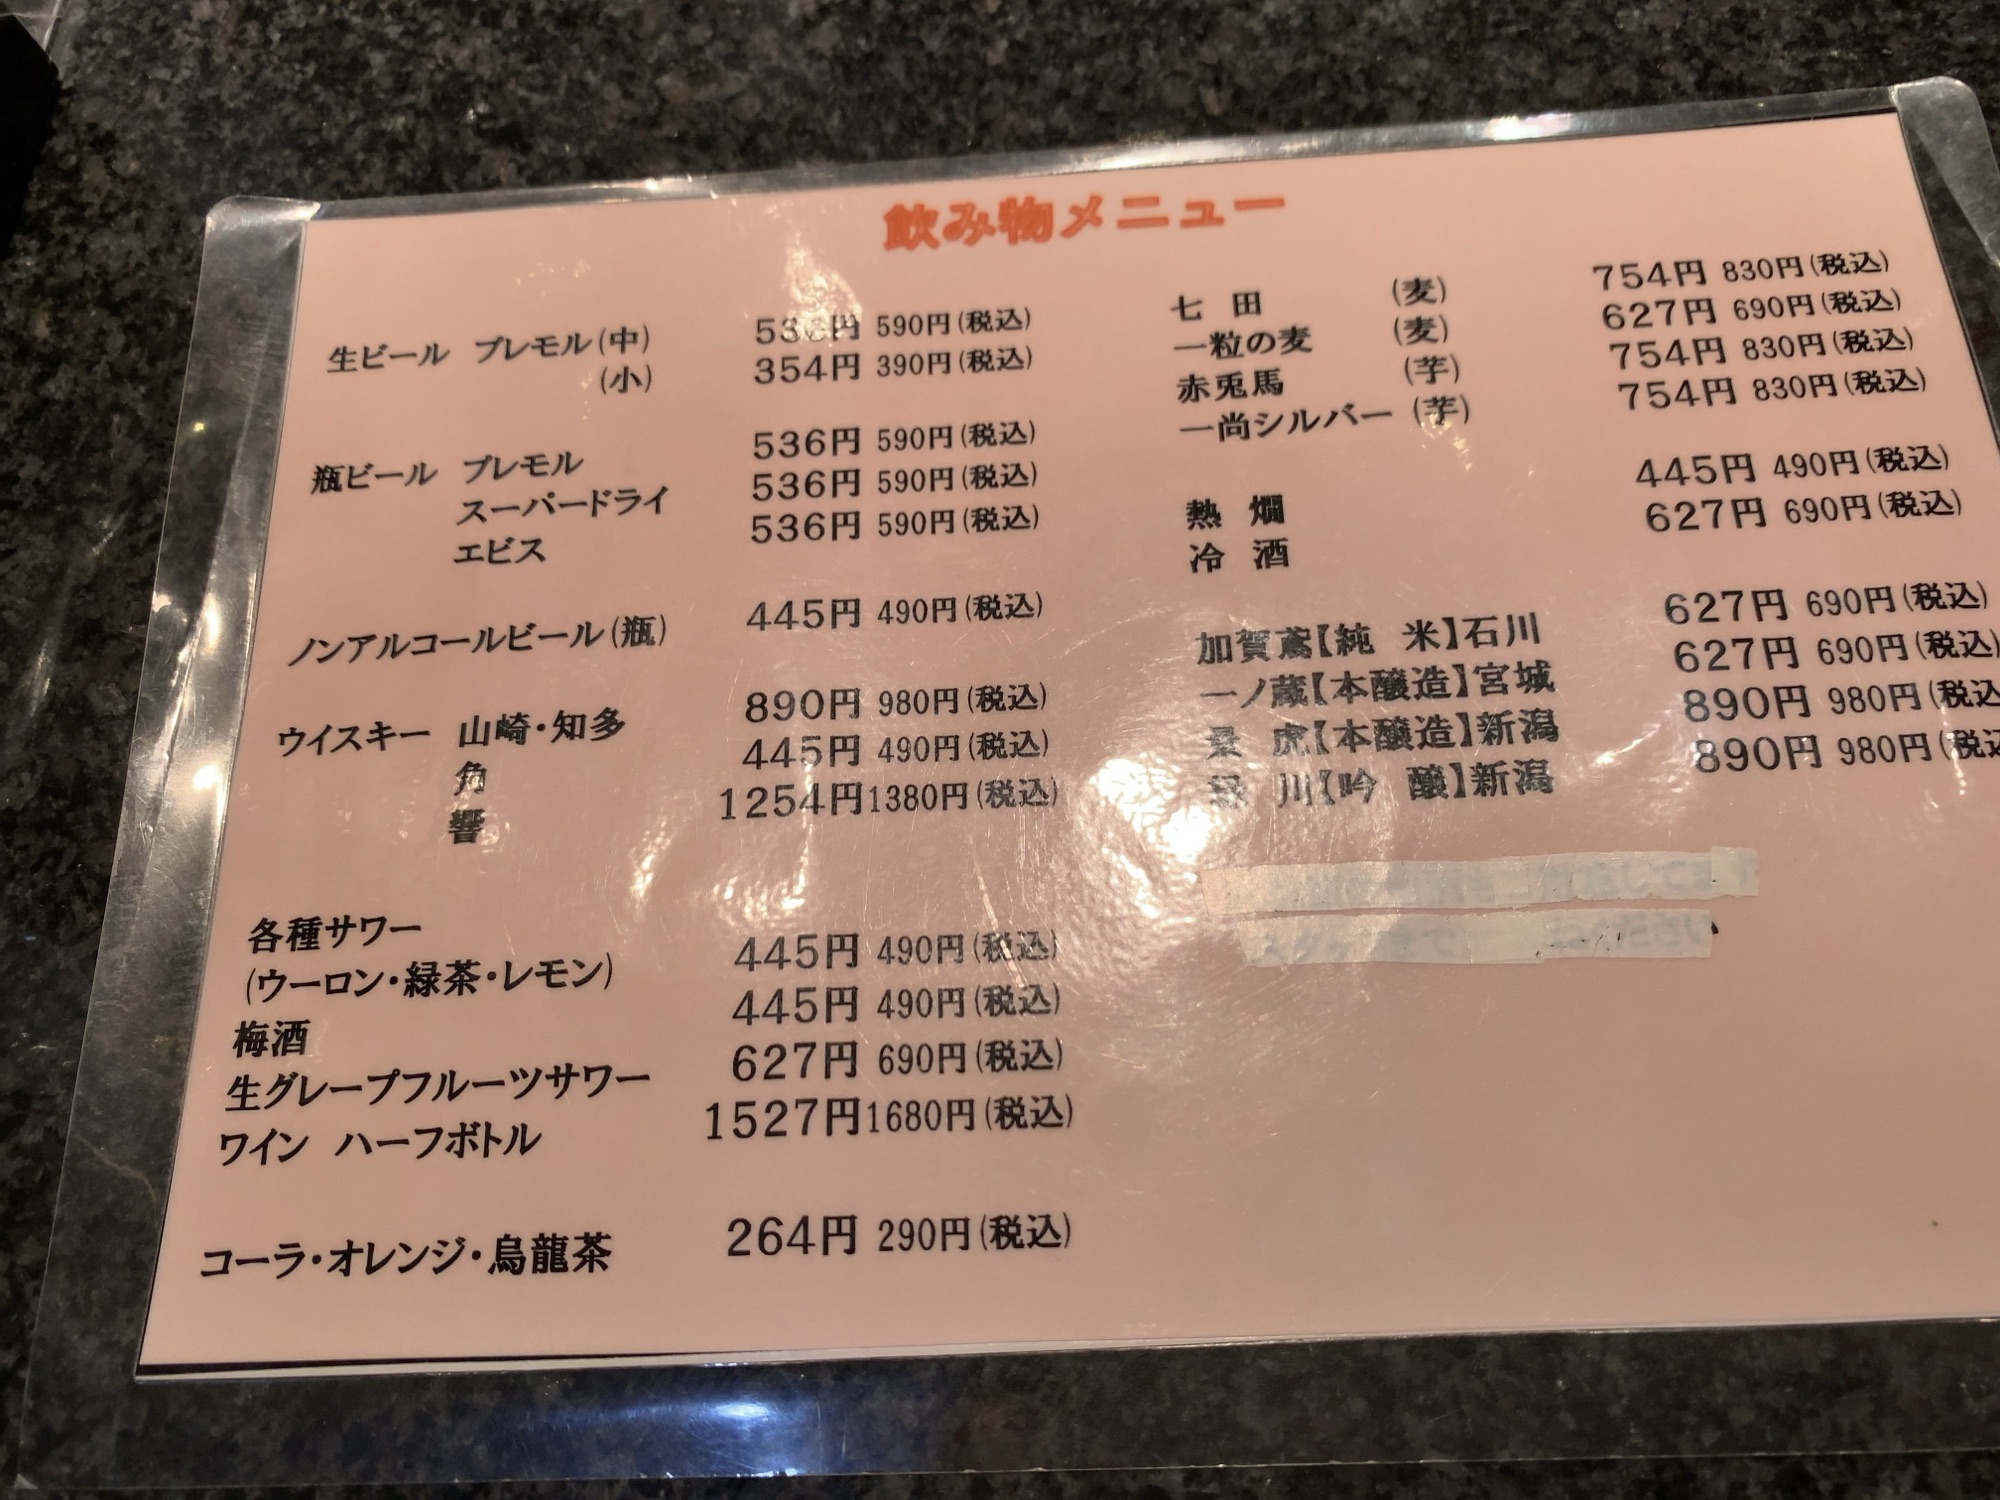 飲み物メニュー
生ビール プレモル(中) 536円 590円(税込)
(小) 354円 390円(税込)
瓶ビール プレモル 536円 590円(税込)
スーパードライ 536円 590円(税込)
エビス 536円 590円(税込)
ノンアルコールビール(瓶) 445円 490円(税込)
ウイスキー 山崎・知多 890円 980円(税込)
角 445円 490円(税込)
響 1254円 1380円(税込)
各種サワー
(ウーロン・緑茶・レモン) 445円 490円(税込)
梅酒 445円 490円(税込)
生グレープフルーツサワー 627円 690円(税込)
ワイン ハーフボトル 1527円 1680円(税込)
コーラ・オレンジ・烏龍茶 264円 290円(税込)
七 田 (麦) 754円 830円(税込)
一粒の麦 (麦) 627円 690円(税込)
赤兎馬 (芋) 754円 830円(税込)
一尚シルバー (芋) 754円 830円(税込)
熱 燗 445円 490円(税込)
冷 酒 627円 690円(税込)
加賀鳶【純 米】石川 627円 690円(税込)
一ノ蔵【本醸造】宮城 627円 690円(税込)
景 虎【本醸造】新潟 890円 980円(税込
緑 川【吟 醸】新潟 890円 980円(税込